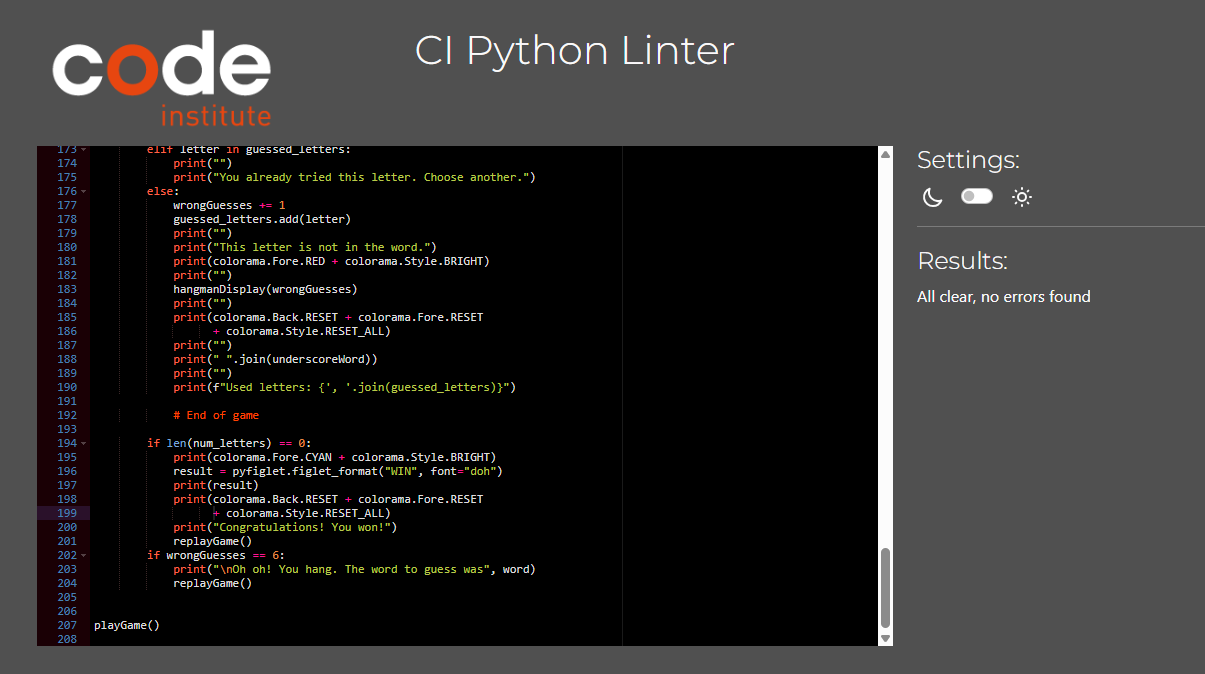 code
institute
CI Python Linter
173 elif letter in guessed_letters:
174 print("")
175 print("You already tried this letter. Choose another.")
176 else:
177 wrongGuesses += 1
178 guessed_letters.add(letter)
179 print("")
180 print("This letter is not in the word.")
181 print(colorama.Fore.RED + colorama.Style.BRIGHT)
182 print("")
183 hangmanDisplay(wrongGuesses)
184 print("")
185 print(colorama.Back.RESET + colorama.Fore.RESET
186 + colorama.Style.RESET_ALL)
187 print("")
188 print(" ".join(underscoreWord))
189 print("")
190 print(f"Used letters: {', '.join(guessed_letters)}")
191
192 # End of game
193
194 if len(num_letters) == 0:
195 print(colorama.Fore.CYAN + colorama.Style.BRIGHT)
196 result = pyfiglet.figlet_format("WIN", font="doh")
197 print(result)
198 print(colorama.Back.RESET + colorama.Fore.RESET
199 + colorama.Style.RESET_ALL)
200 print("Congratulations! You won!")
201 replayGame()
202 if wrongGuesses == 6:
203 print("\nOh oh! You hang. The word to guess was", word)
204 replayGame()
205
206
207 playGame()
208
Settings:
Results:
All clear, no errors found